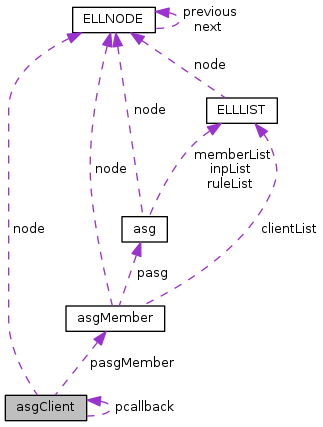 ELLNODE
previous
next
node
ELLLIST
node
memberList
inpList
ruleList
node
asg
node
clientList
pasg
asgMember
pasgMember
asgClient
pcallback